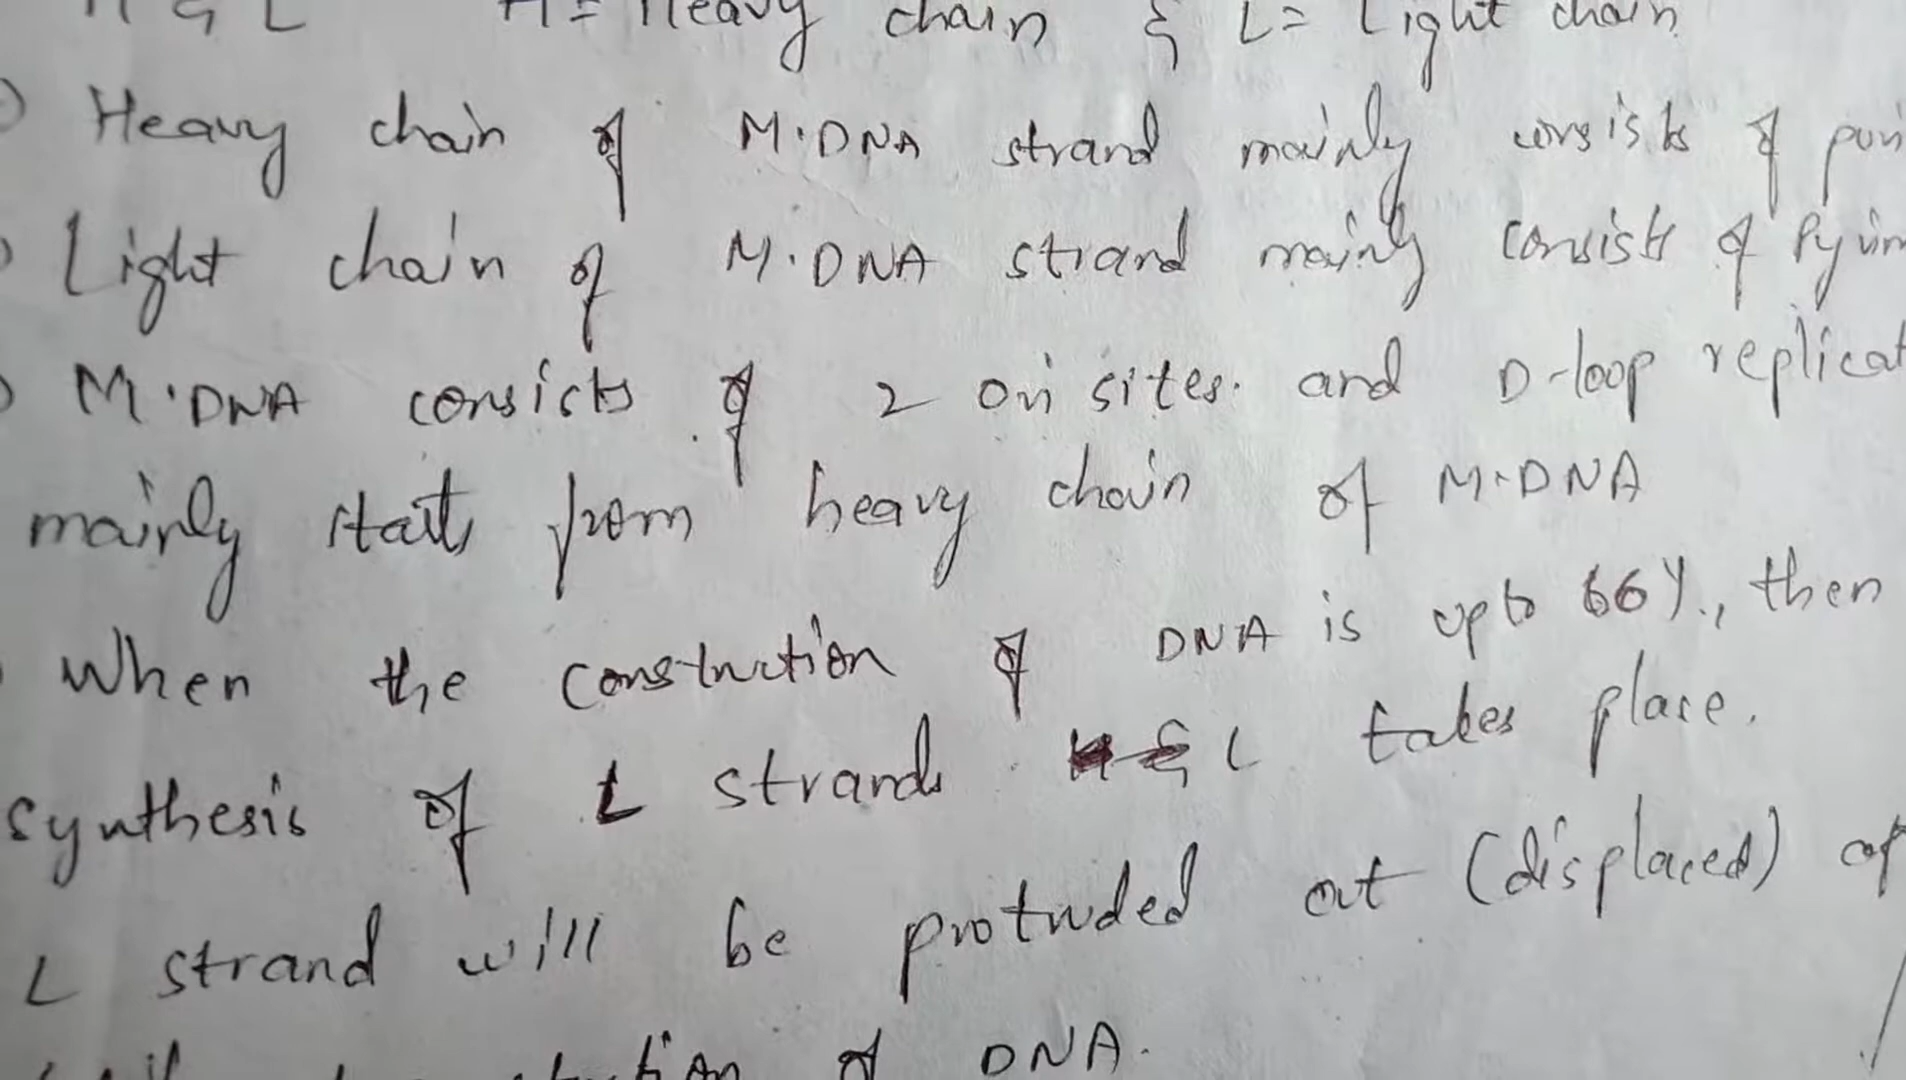 H & L H = Heavy chain & L = Light chain
Heavy chain of M.DNA strand mainly consists of puri
Light chain of M.DNA strand mainly consists of Pyrim
M.DNA consists of 2 ori sites. and D-loop replicat
mainly starts from heavy chain of M.DNA
When the construction of DNA is upto 66%, then
synthesis of L strand L takes place.
L strand will be protruded out (displaced) of
of DNA.